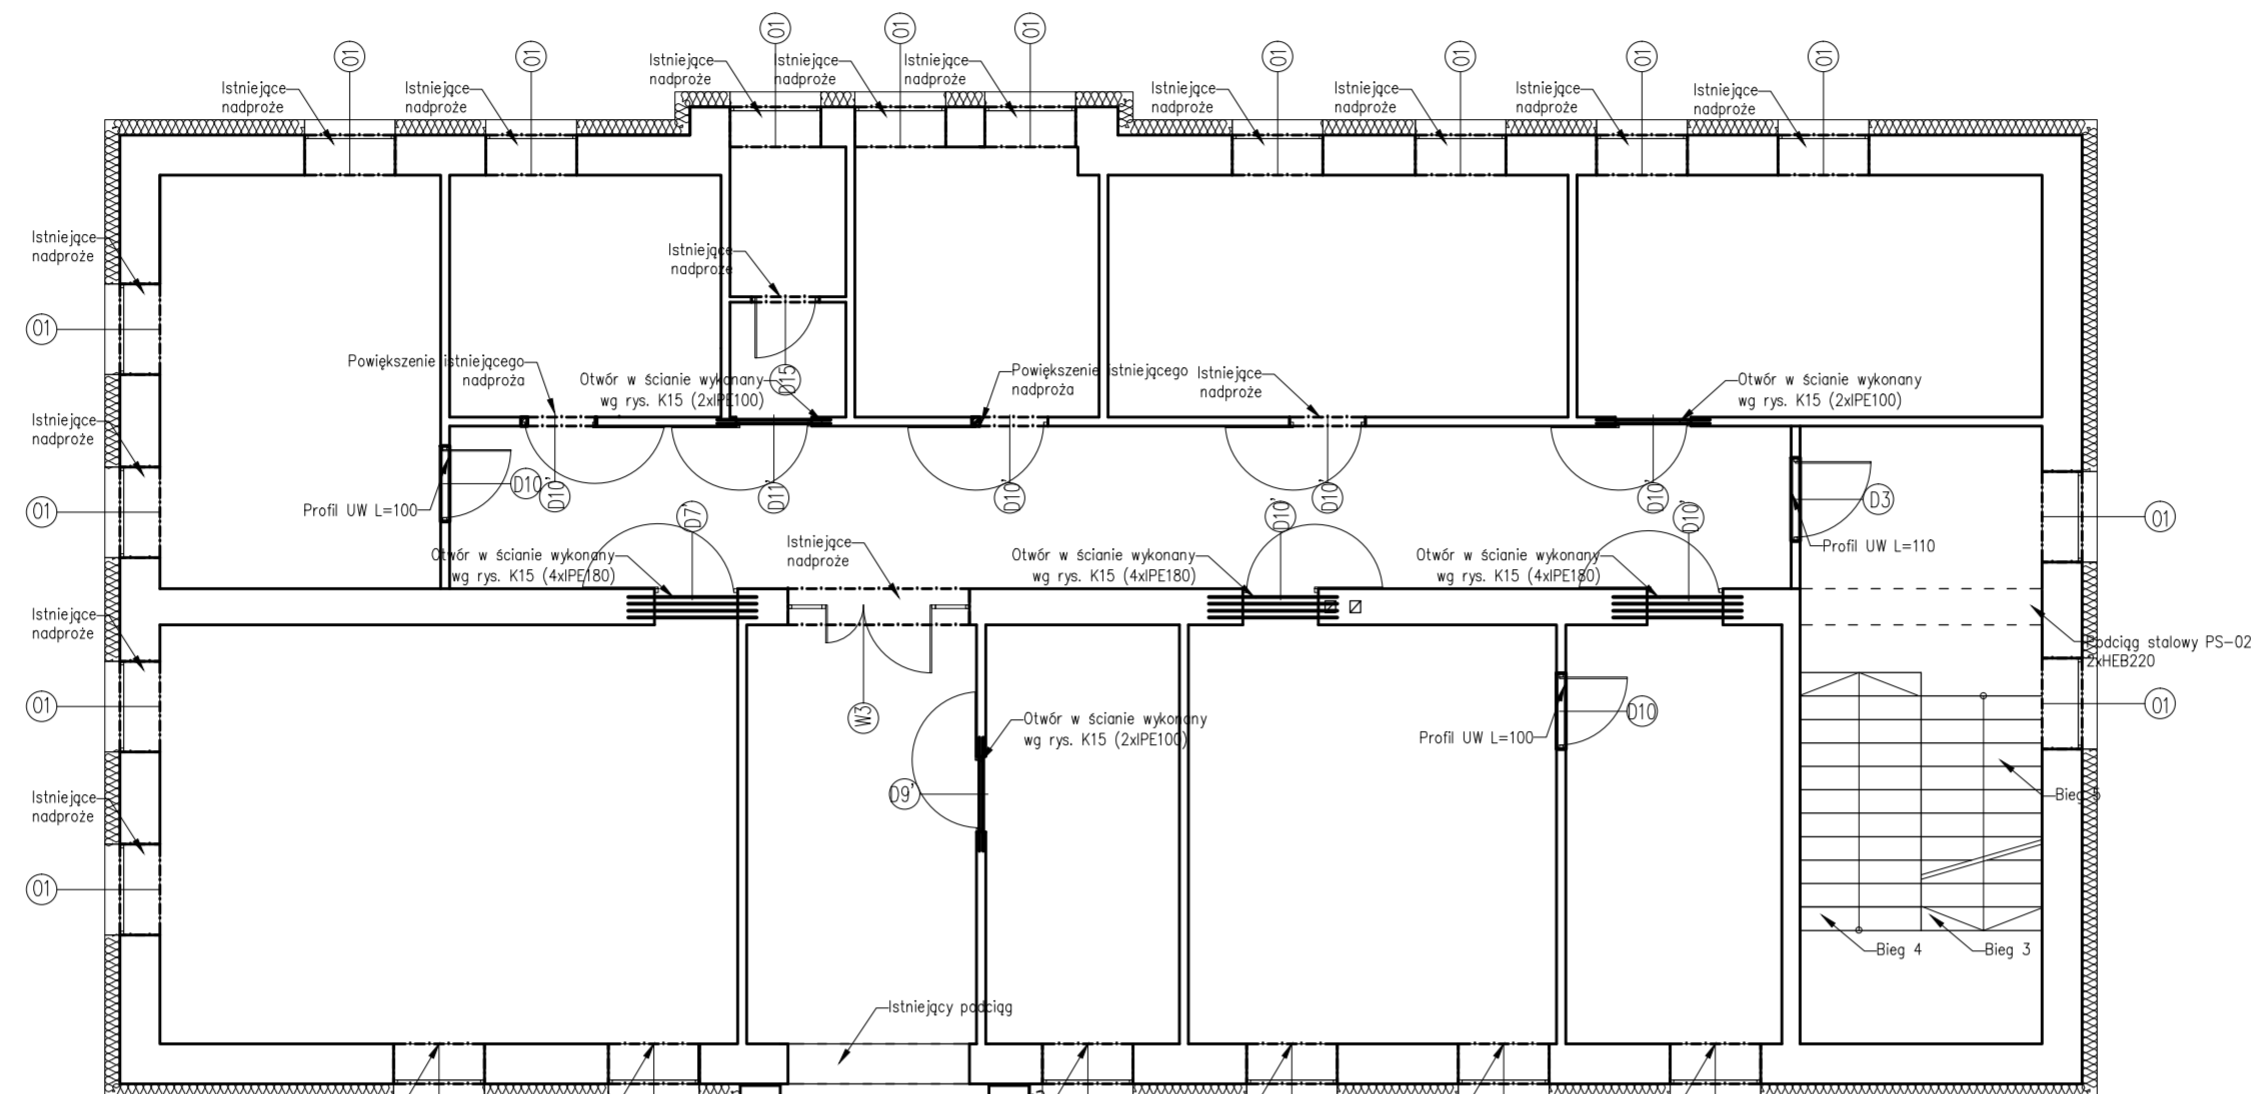 01
01
01
01
01
01
01
01
01
Istniejące
nadproże
Istniejące
nadproże
Istniejące
nadproże
Istniejące
nadproże
Istniejące
nadproże
Istniejące
nadproże
Istniejące
nadproże
Istniejące
nadproże
Istniejące
nadproże
Istniejące
nadproże
01
Istniejące
nadproże
D15
Powiększenie istniejącego
nadproża
Otwór w ścianie wykonany
wg rys. K15 (2xIPE100)
Powiększenie istniejącego
nadproża
Istniejące
nadproże
Otwór w ścianie wykonany
wg rys. K15 (2xIPE100)
Istniejące
nadproże
01
Profil UW L=100
D10
D10'
D11'
D10'
D10'
D10'
D3
Profil UW L=110
01
D7'
D10'
D10'
Otwór w ścianie wykonany
wg rys. K15 (4xIPE180)
Istniejące
nadproże
Otwór w ścianie wykonany
wg rys. K15 (4xIPE180)
Otwór w ścianie wykonany
wg rys. K15 (4xIPE180)
Istniejące
nadproże
01
Podciąg stalowy PS-02
2xHEB220
01
W3
Otwór w ścianie wykonany
wg rys. K15 (2xIPE100)
D9'
Profil UW L=100
D10
Istniejące
nadproże
01
Bieg 5
Bieg 4
Bieg 3
Istniejący podciąg